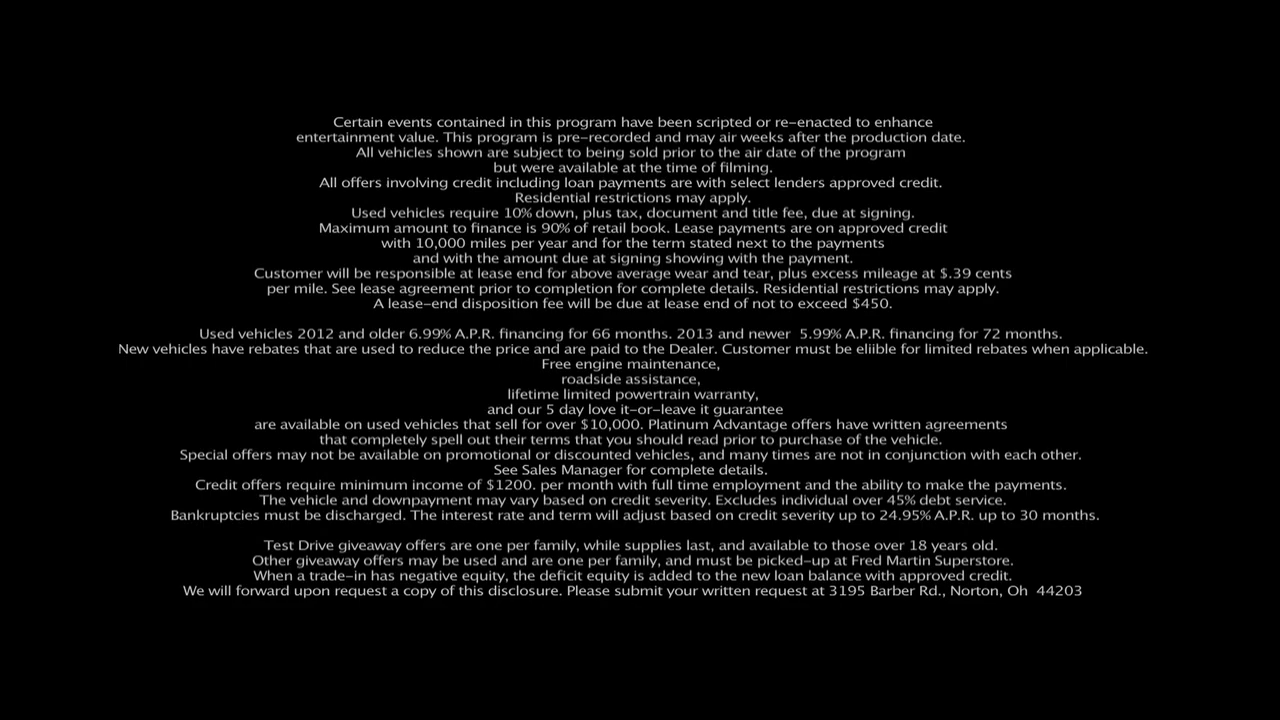 Certain events contained in this program have been scripted or re-enacted to enhance
entertainment value. This program is pre-recorded and may air weeks after the production date.
All vehicles shown are subject to being sold prior to the air date of the program
but were available at the time of filming.
All offers involving credit including loan payments are with select lenders approved credit.
Residential restrictions may apply.
Used vehicles require 10% down, plus tax, document and title fee, due at signing.
Maximum amount to finance is 90% of retail book. Lease payments are on approved credit
with 10,000 miles per year and for the term stated next to the payments
and with the amount due at signing showing with the payment.
Customer will be responsible at lease end for above average wear and tear, plus excess mileage at $.39 cents
per mile. See lease agreement prior to completion for complete details. Residential restrictions may apply.
A lease-end disposition fee will be due at lease end of not to exceed $450.
Used vehicles 2012 and older 6.99% A.P.R. financing for 66 months. 2013 and newer  5.99% A.P.R. financing for 72 months.
New vehicles have rebates that are used to reduce the price and are paid to the Dealer. Customer must be eliible for limited rebates when applicable.
Free engine maintenance,
roadside assistance,
lifetime limited powertrain warranty,
and our 5 day love it-or-leave it guarantee
are available on used vehicles that sell for over $10,000. Platinum Advantage offers have written agreements
that completely spell out their terms that you should read prior to purchase of the vehicle.
Special offers may not be available on promotional or discounted vehicles, and many times are not in conjunction with each other.
See Sales Manager for complete details.
Credit offers require minimum income of $1200. per month with full time employment and the ability to make the payments.
The vehicle and downpayment may vary based on credit severity. Excludes individual over 45% debt service.
Bankruptcies must be discharged. The interest rate and term will adjust based on credit severity up to 24.95% A.P.R. up to 30 months.
Test Drive giveaway offers are one per family, while supplies last, and available to those over 18 years old.
Other giveaway offers may be used and are one per family, and must be picked-up at Fred Martin Superstore.
When a trade-in has negative equity, the deficit equity is added to the new loan balance with approved credit.
We will forward upon request a copy of this disclosure. Please submit your written request at 3195 Barber Rd., Norton, Oh  44203